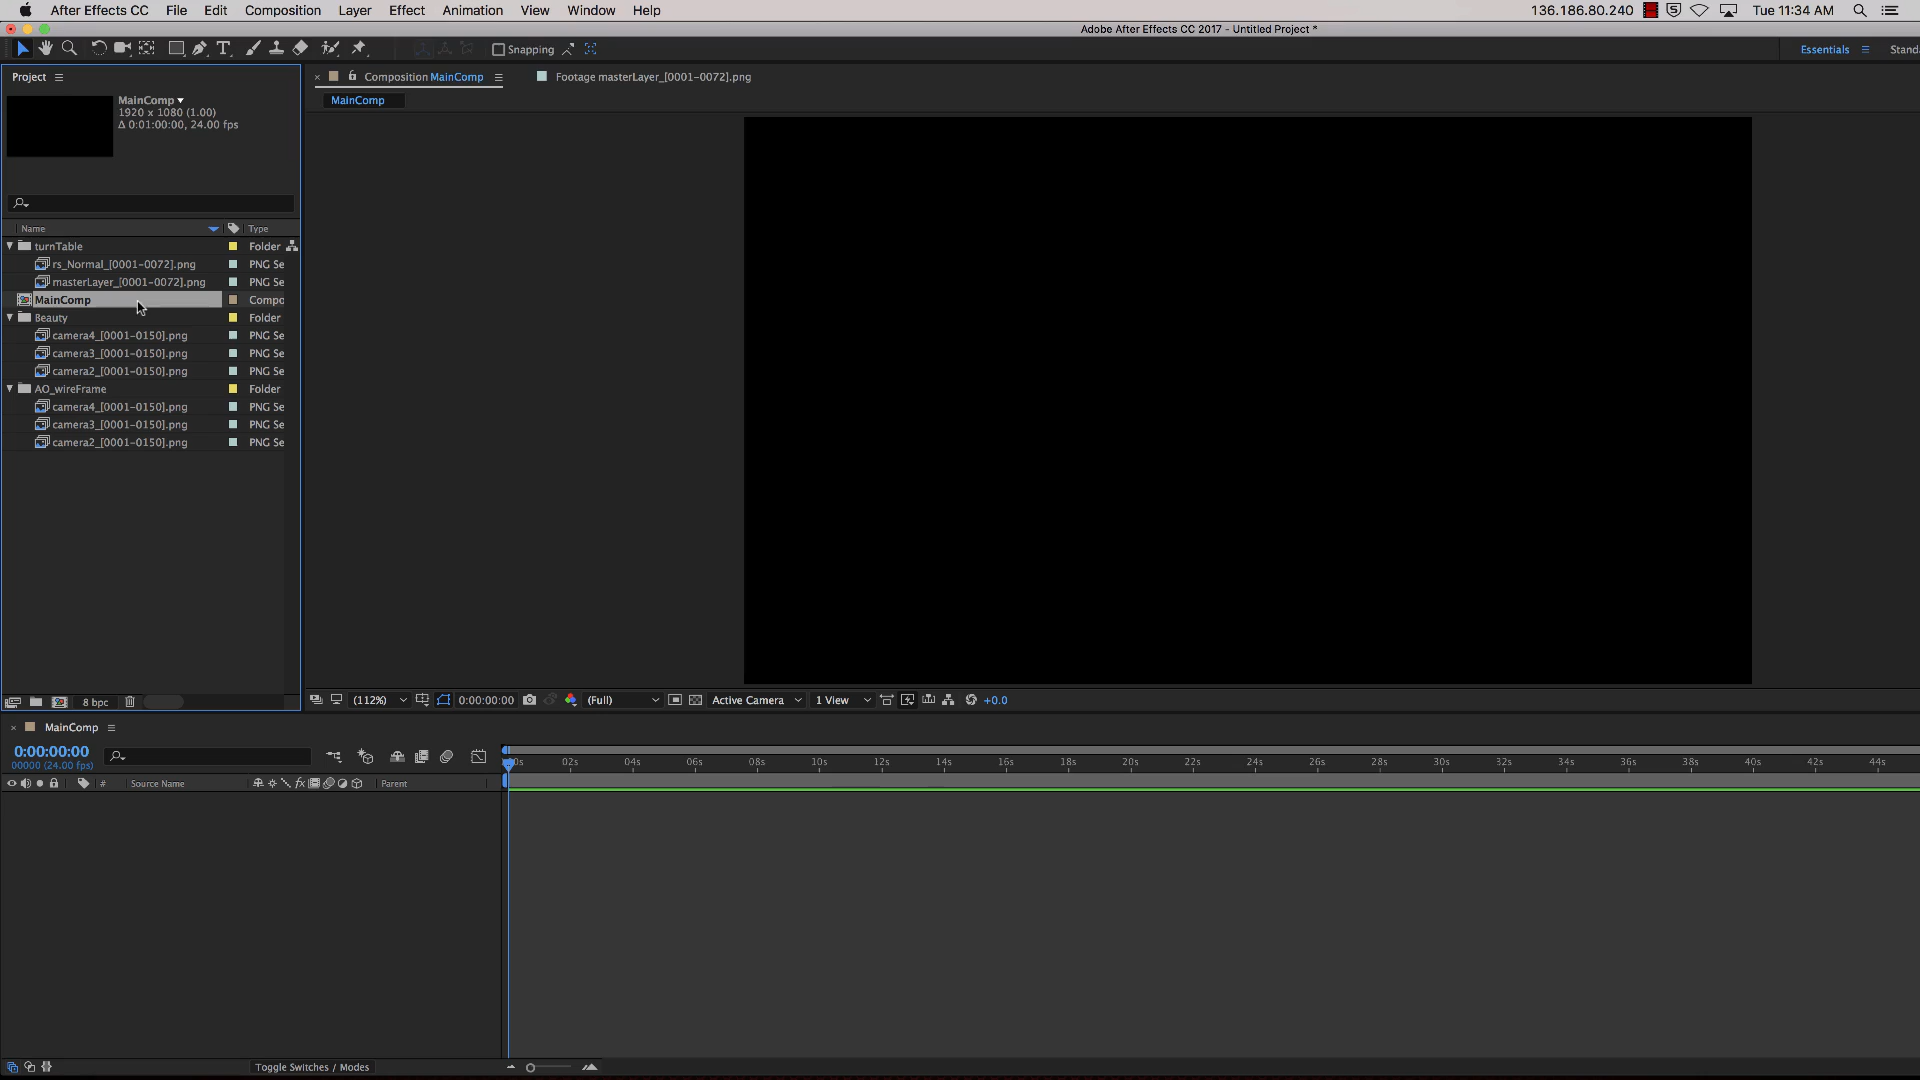 After Effects CC File Edit Composition Layer Effect Animation View Window Help 136.186.80.240 Tue 11:34 AM
Adobe After Effects CC 2017 - Untitled Project *
Snapping Essentials Stand
Project Composition MainComp Footage masterLayer_[0001-0072].png
MainComp
MainComp
1920 x 1080 (1.00)
Δ 0:01:00:00, 24.00 fps
Name Type
turnTable Folder
rs_Normal_[0001-0072].png PNG Se
masterLayer_[0001-0072].png PNG Se
MainComp Compo
Beauty Folder
camera4_[0001-0150].png PNG Se
camera3_[0001-0150].png PNG Se
camera2_[0001-0150].png PNG Se
AO_wireFrame Folder
camera4_[0001-0150].png PNG Se
camera3_[0001-0150].png PNG Se
camera2_[0001-0150].png PNG Se
8 bpc (112%) 0:00:00:00 (Full) Active Camera 1 View +0.0
MainComp
0:00:00:00
00000 (24.00 fps)
02s 04s 06s 08s 10s 12s 14s 16s 18s 20s 22s 24s 26s 28s 30s 32s 34s 36s 38s 40s 42s 44s
# Source Name fx Parent
Toggle Switches / Modes